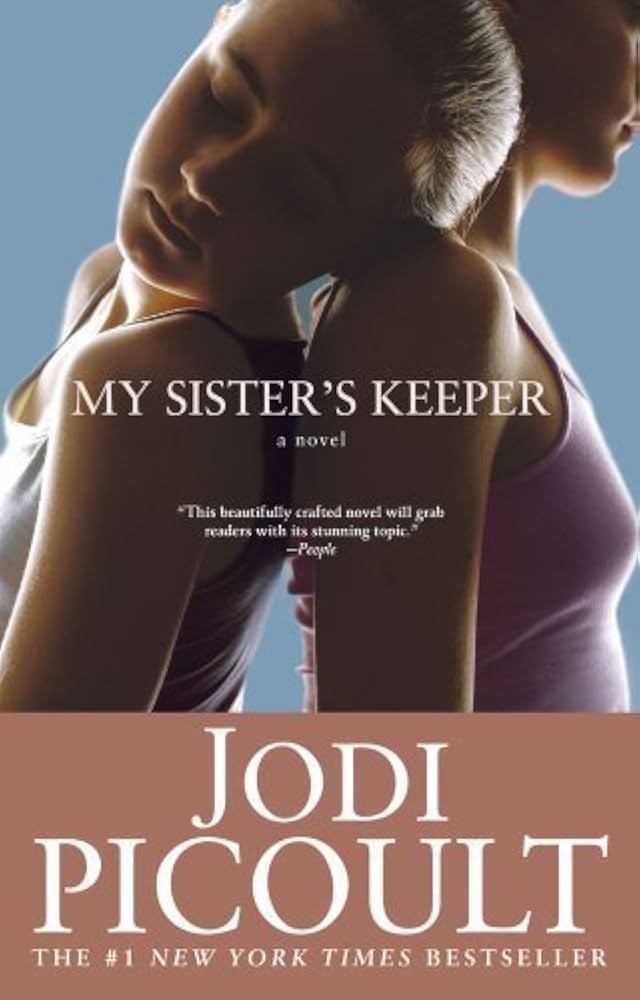 MY SISTER’S KEEPER
a novel
“This beautifully crafted novel will grab
readers with its stunning topic.”
—People
JODI
PICOULT
THE #1 NEW YORK TIMES BESTSELLER